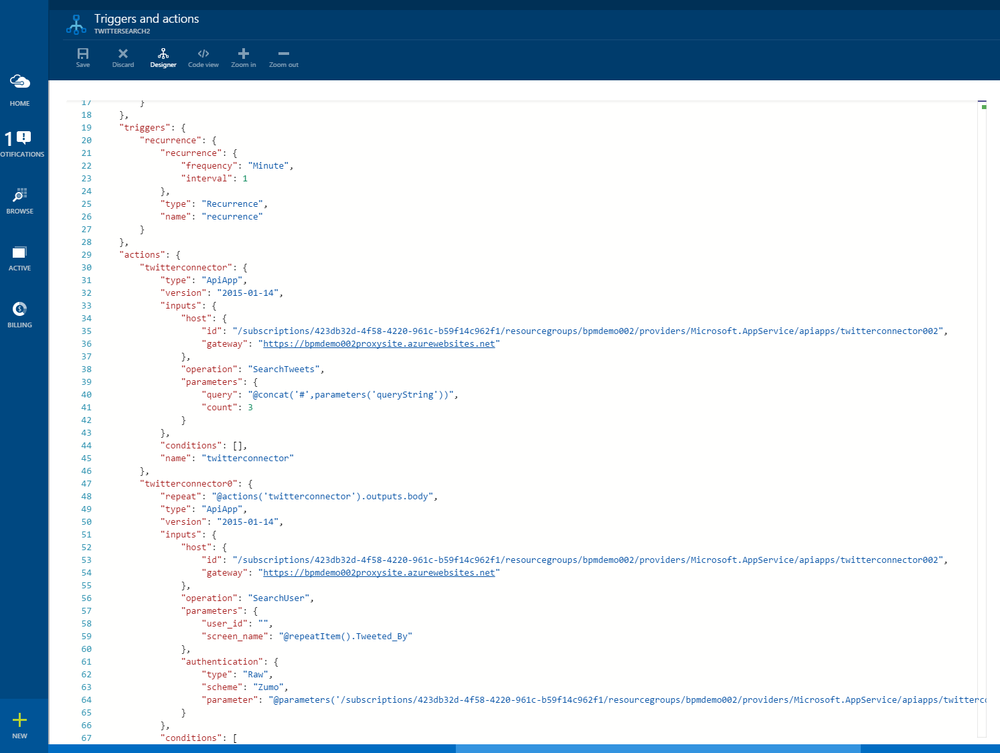 Triggers and actions
TWITTERSEARCH2
Save Discard Designer Code view Zoom in Zoom out
HOME
1
OTIFICATIONS
BROWSE
ACTIVE
BILLING
NEW
17         }
18     },
19     "triggers": {
20         "recurrence": {
21             "recurrence": {
22                 "frequency": "Minute",
23                 "interval": 1
24             },
25             "type": "Recurrence",
26             "name": "recurrence"
27         }
28     },
29     "actions": {
30         "twitterconnector": {
31             "type": "ApiApp",
32             "version": "2015-01-14",
33             "inputs": {
34                 "host": {
35                     "id": "/subscriptions/423db32d-4f58-4220-961c-b59f14c962f1/resourcegroups/bpmdemo002/providers/Microsoft.AppService/apiapps/twitterconnector002",
36                     "gateway": "https://bpmdemo002proxysite.azurewebsites.net"
37                 },
38                 "operation": "SearchTweets",
39                 "parameters": {
40                     "query": "@concat('#',parameters('queryString'))",
41                     "count": 3
42                 }
43             },
44             "conditions": [],
45             "name": "twitterconnector"
46         },
47         "twitterconnector0": {
48             "repeat": "@actions('twitterconnector').outputs.body",
49             "type": "ApiApp",
50             "version": "2015-01-14",
51             "inputs": {
52                 "host": {
53                     "id": "/subscriptions/423db32d-4f58-4220-961c-b59f14c962f1/resourcegroups/bpmdemo002/providers/Microsoft.AppService/apiapps/twitterconnector002",
54                     "gateway": "https://bpmdemo002proxysite.azurewebsites.net"
55                 },
56                 "operation": "SearchUser",
57                 "parameters": {
58                     "user_id": "",
59                     "screen_name": "@repeatItem().Tweeted_By"
60                 },
61                 "authentication": {
62                     "type": "Raw",
63                     "scheme": "Zumo",
64                     "parameter": "@parameters('/subscriptions/423db32d-4f58-4220-961c-b59f14c962f1/resourcegroups/bpmdemo002/providers/Microsoft.AppService/apiapps/twitterc
65                 }
66             },
67             "conditions": [